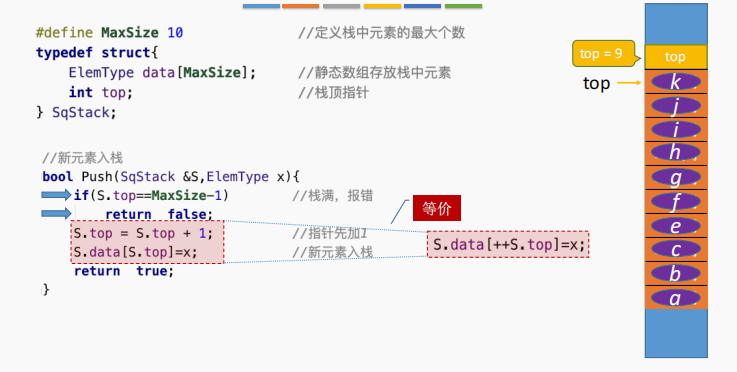 #define MaxSize 10 //定义栈中元素的最大个数
typedef struct{
ElemType data[MaxSize]; //静态数组存放栈中元素
int top; //栈顶指针
} SqStack;
//新元素入栈
bool Push(SqStack &S,ElemType x){
if(S.top==MaxSize-1) //栈满，报错
return false;
S.top = S.top + 1; //指针先加1
S.data[S.top]=x; //新元素入栈
return true;
}
等价
S.data[++S.top]=x;
top = 9
top
top
k
j
i
h
g
f
e
c
b
a